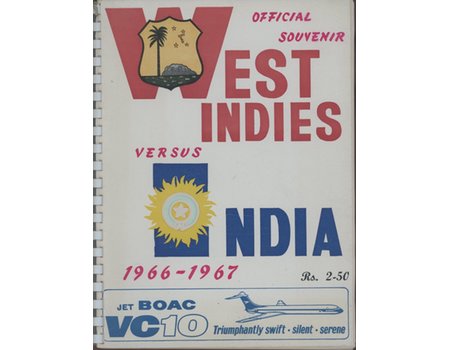 OFFICIAL
SOUVENIR
WEST
INDIES
VERSUS
INDIA
1966-1967
Rs. 2-50
JET BOAC
VC10
Triumphantly swift · silent · serene